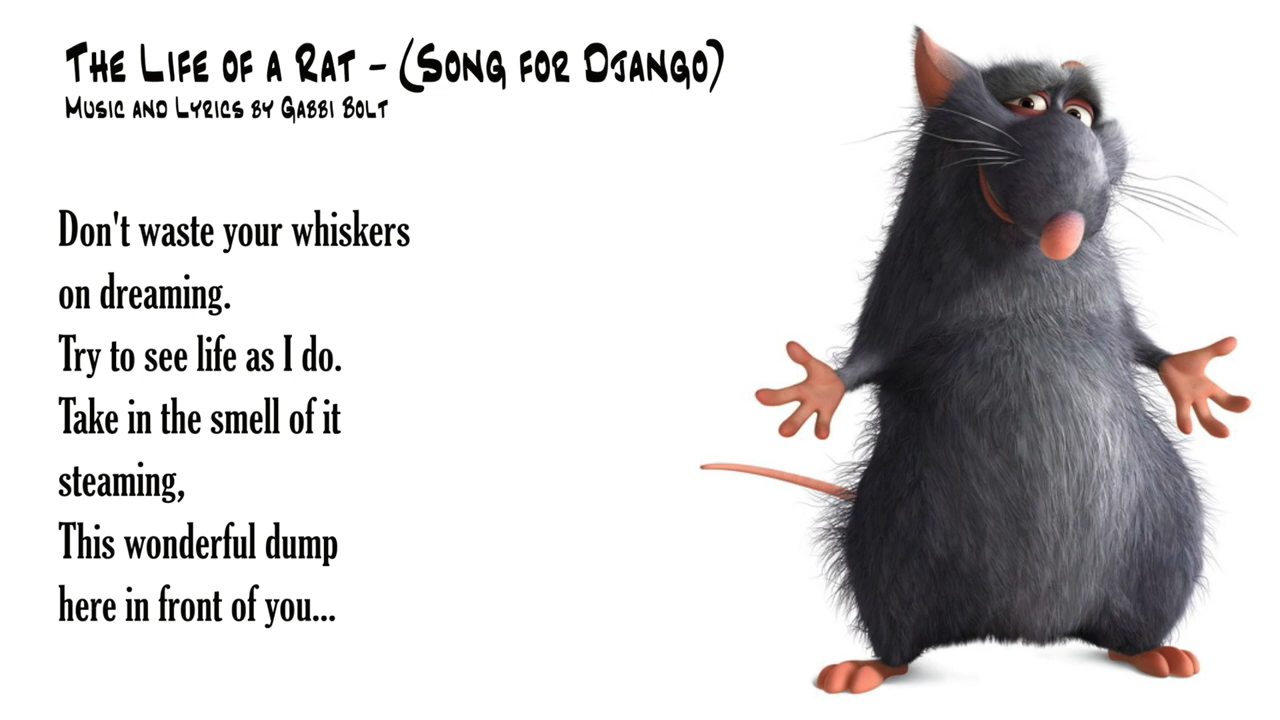 The Life of a Rat - (Song for Django)
Music and Lyrics by Gabbi Bolt
Don't waste your whiskers
on dreaming.
Try to see life as I do.
Take in the smell of it
steaming,
This wonderful dump
here in front of you...